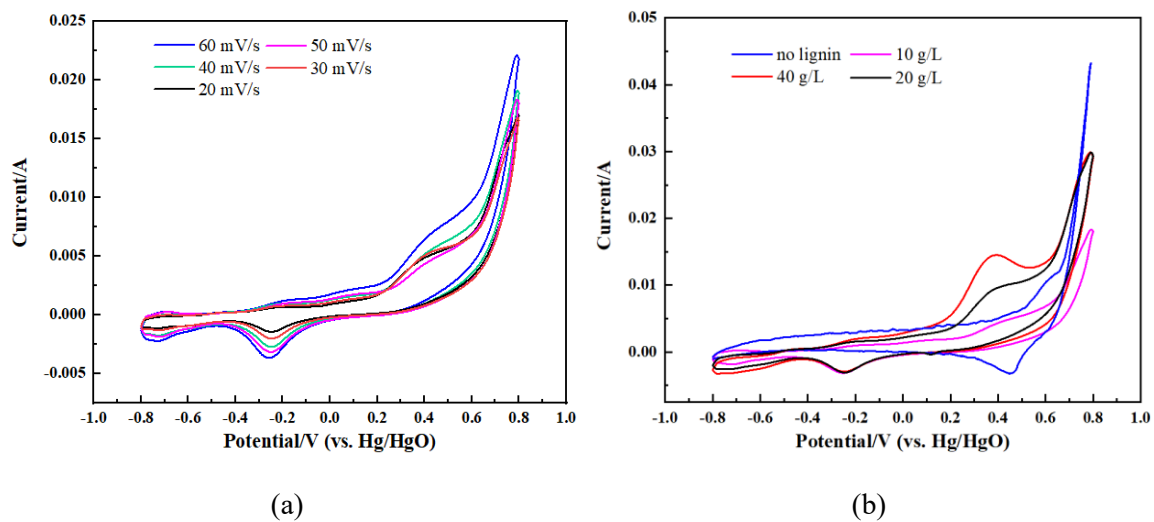 0.025
0.020
0.015
0.010
0.005
0.000
-0.005
Current/A
60 mV/s 50 mV/s
40 mV/s 30 mV/s
20 mV/s
-1.0 -0.8 -0.6 -0.4 -0.2 0.0 0.2 0.4 0.6 0.8 1.0
Potential/V (vs. Hg/HgO)
(a)
0.05
0.04
0.03
0.02
0.01
0.00
Current/A
no lignin 10 g/L
40 g/L 20 g/L
-1.0 -0.8 -0.6 -0.4 -0.2 0.0 0.2 0.4 0.6 0.8 1.0
Potential/V (vs. Hg/HgO)
(b)